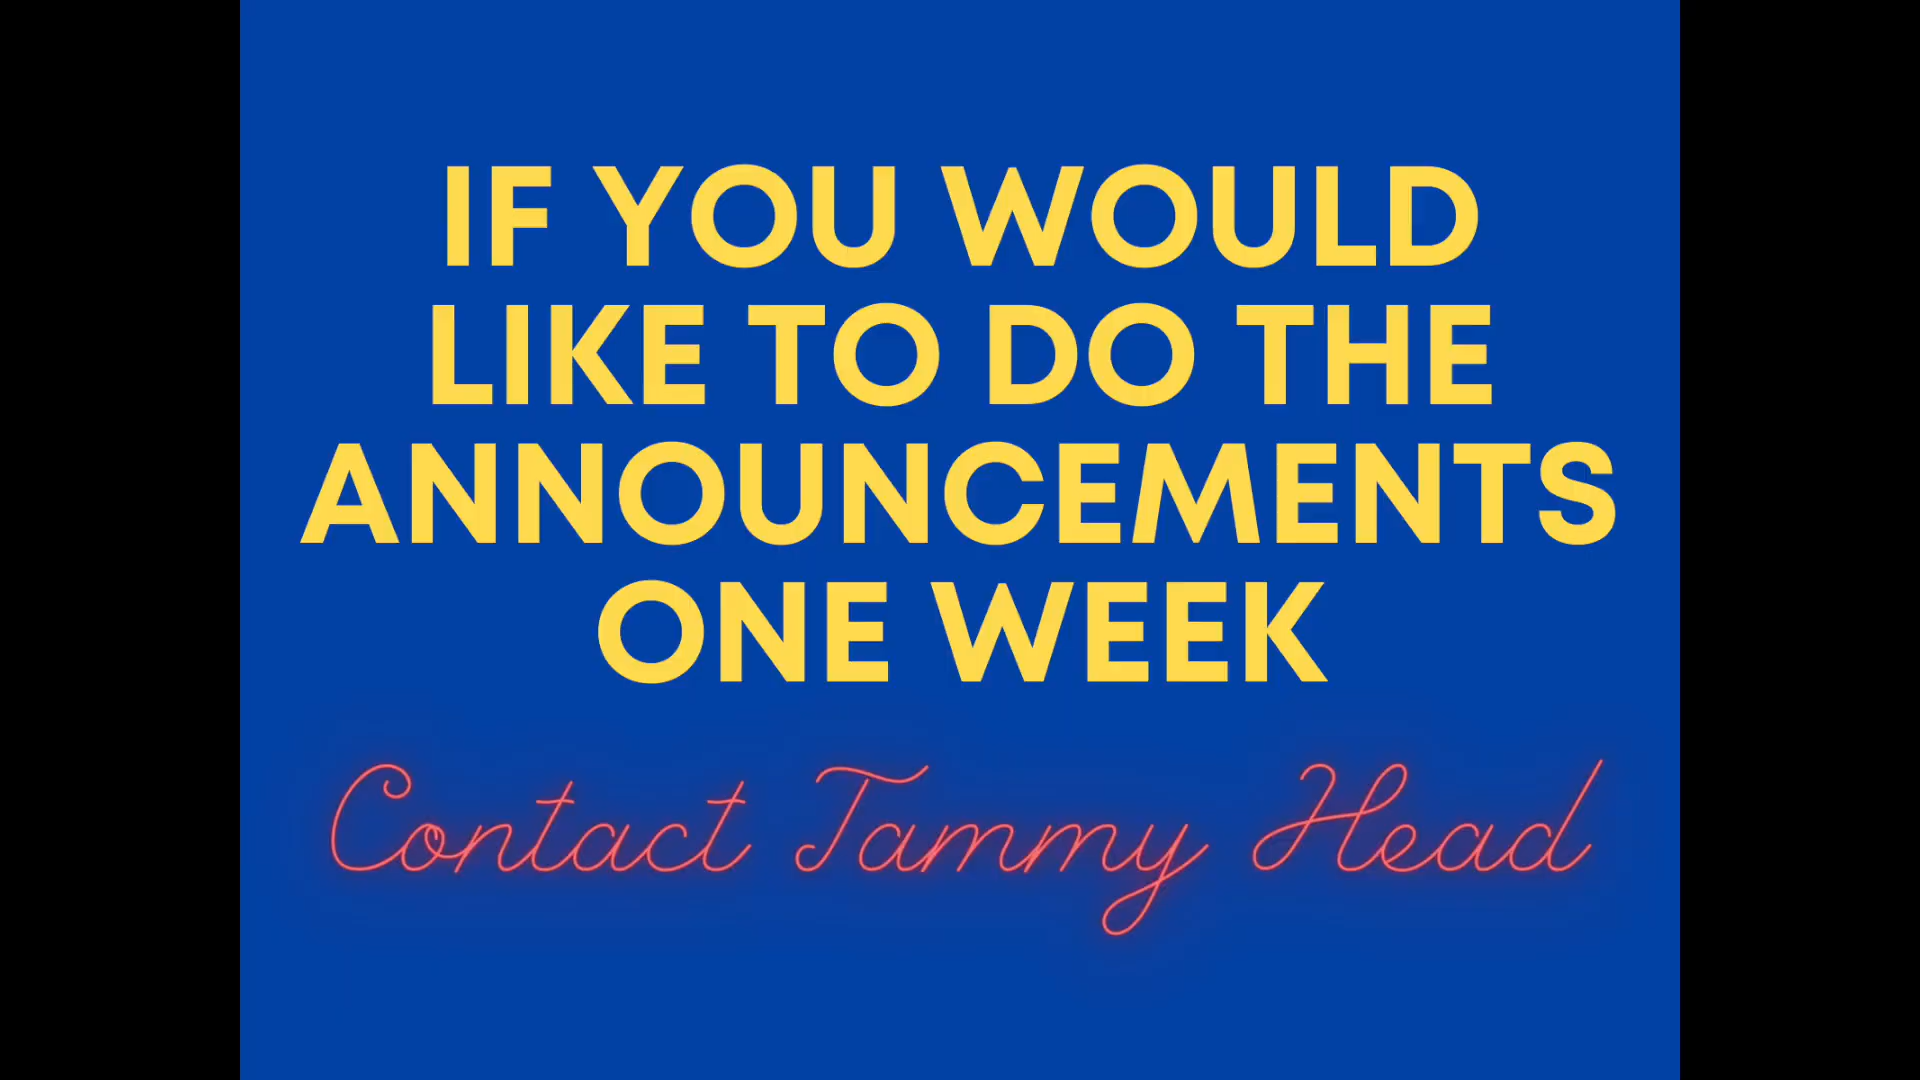 IF YOU WOULD
LIKE TO DO THE
ANNOUNCEMENTS
ONE WEEK
Contact Tammy Head